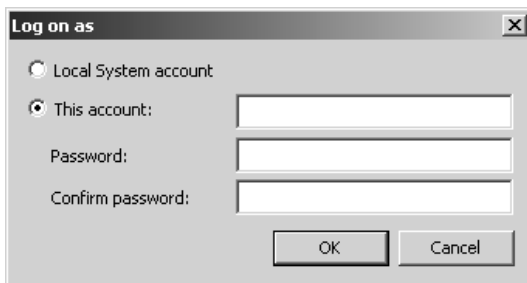 Log on as
Local System account
This account:
Password:
Confirm password:
OK Cancel